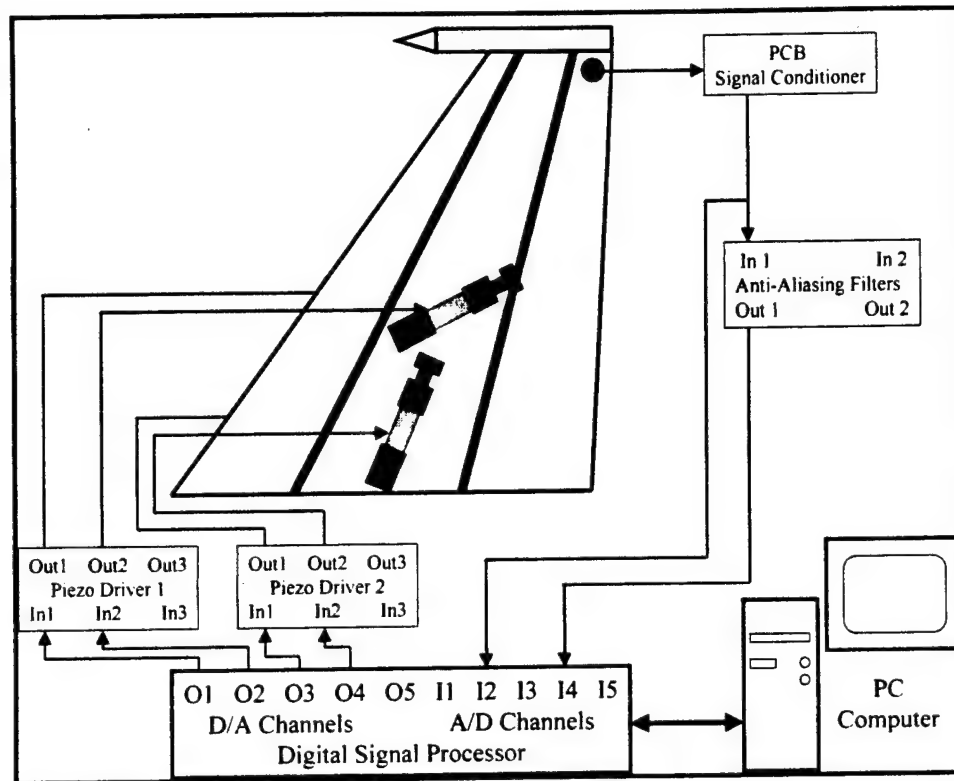 PCB
Signal Conditioner
In 1 In 2
Anti-Aliasing Filters
Out 1 Out 2
Out1 Out2 Out3
Piezo Driver 1
In1 In2 In3
Out1 Out2 Out3
Piezo Driver 2
In1 In2 In3
O1 O2 O3 O4 O5 I1 I2 I3 I4 I5
D/A Channels A/D Channels
Digital Signal Processor
PC
Computer